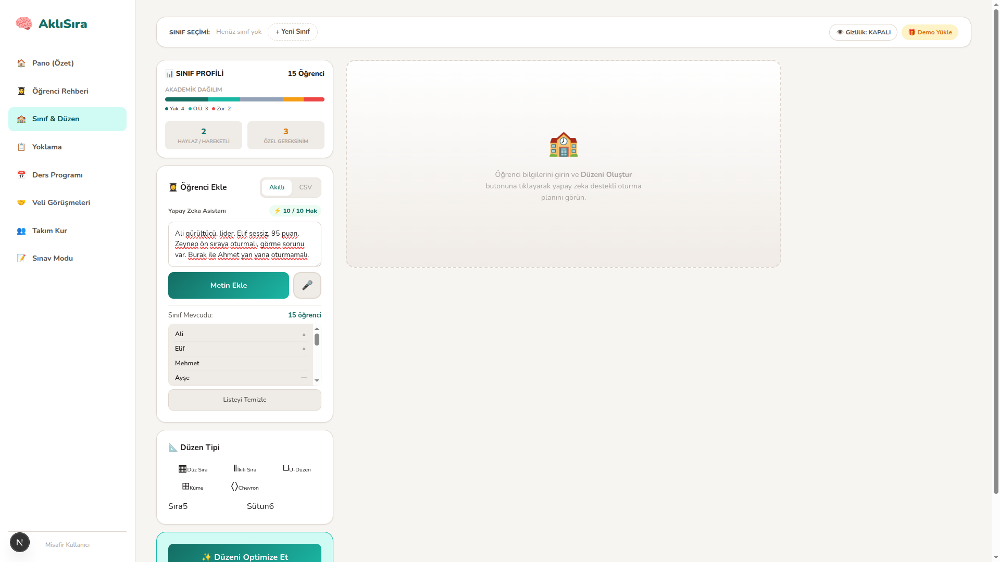 AklıSıra
Pano (Özet)
Öğrenci Rehberi
Sınıf & Düzen
Yoklama
Ders Programı
Veli Görüşmeleri
Takım Kur
Sınav Modu
N
Misafir Kullanıcı
SINIF SEÇİMİ:
Henüz sınıf yok
+ Yeni Sınıf
Gizlilik: KAPALI
Demo Yükle
SINIF PROFİLİ
15 Öğrenci
AKADEMİK DAĞILIM
Yük: 4
O.Ü: 3
Zor: 2
2
HAYLAZ / HAREKETLİ
3
ÖZEL GEREKSİNİM
Öğrenci Ekle
Akıllı
CSV
Yapay Zeka Asistanı
10 / 10 Hak
Ali gürültücü, lider. Elif sessiz, 95 puan.
Zeynep ön sıraya oturmalı, görme sorunu
var. Burak ile Ahmet yan yana oturmamalı.
Metin Ekle
Sınıf Mevcudu:
15 öğrenci
Ali
Elif
Mehmet
Ayşe
Listeyi Temizle
Düzen Tipi
Düz Sıra
İkili Sıra
U-Düzen
Küme
Chevron
Sıra5
Sütun6
Düzeni Optimize Et
Öğrenci bilgilerini girin ve Düzeni Oluştur
butonuna tıklayarak yapay zeka destekli oturma
planını görün.